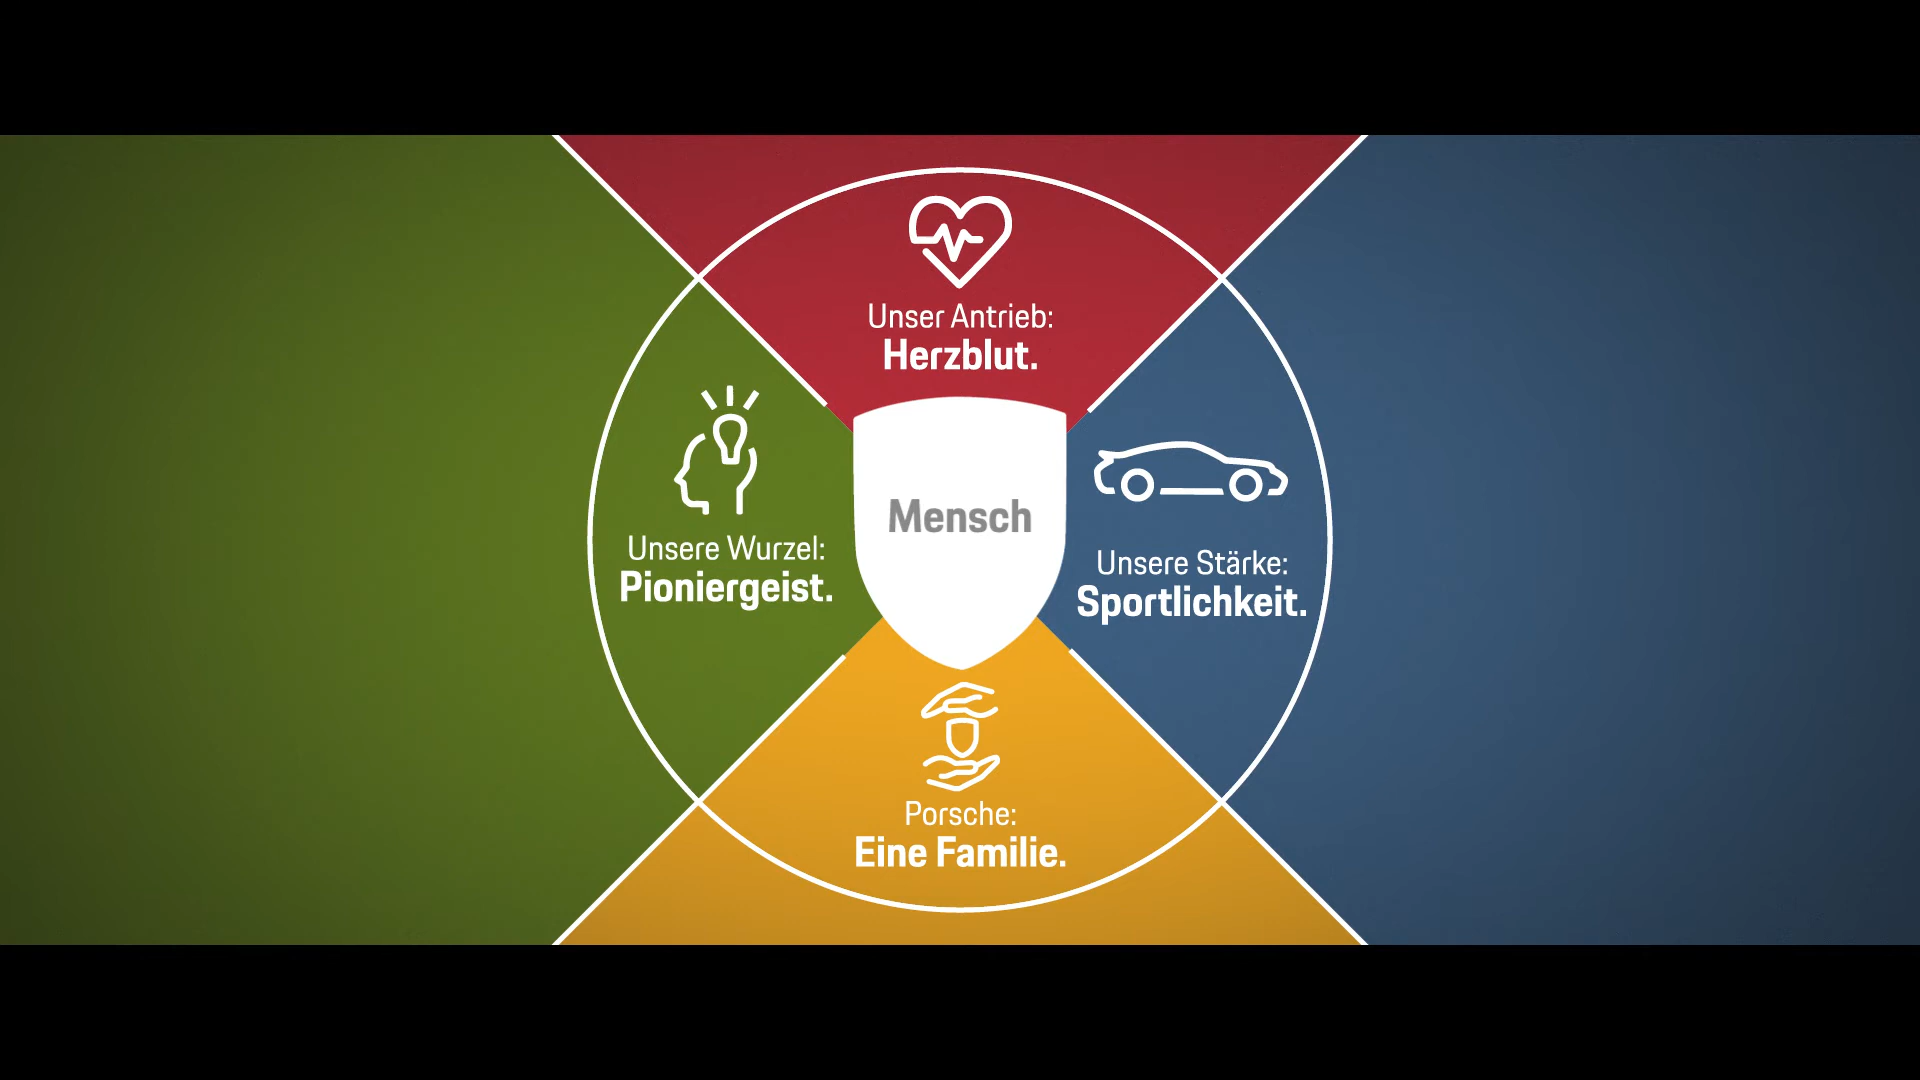 Unser Antrieb:
Herzblut.
Unsere Wurzel:
Pioniergeist.
Mensch
Unsere Stärke:
Sportlichkeit.
Porsche:
Eine Familie.